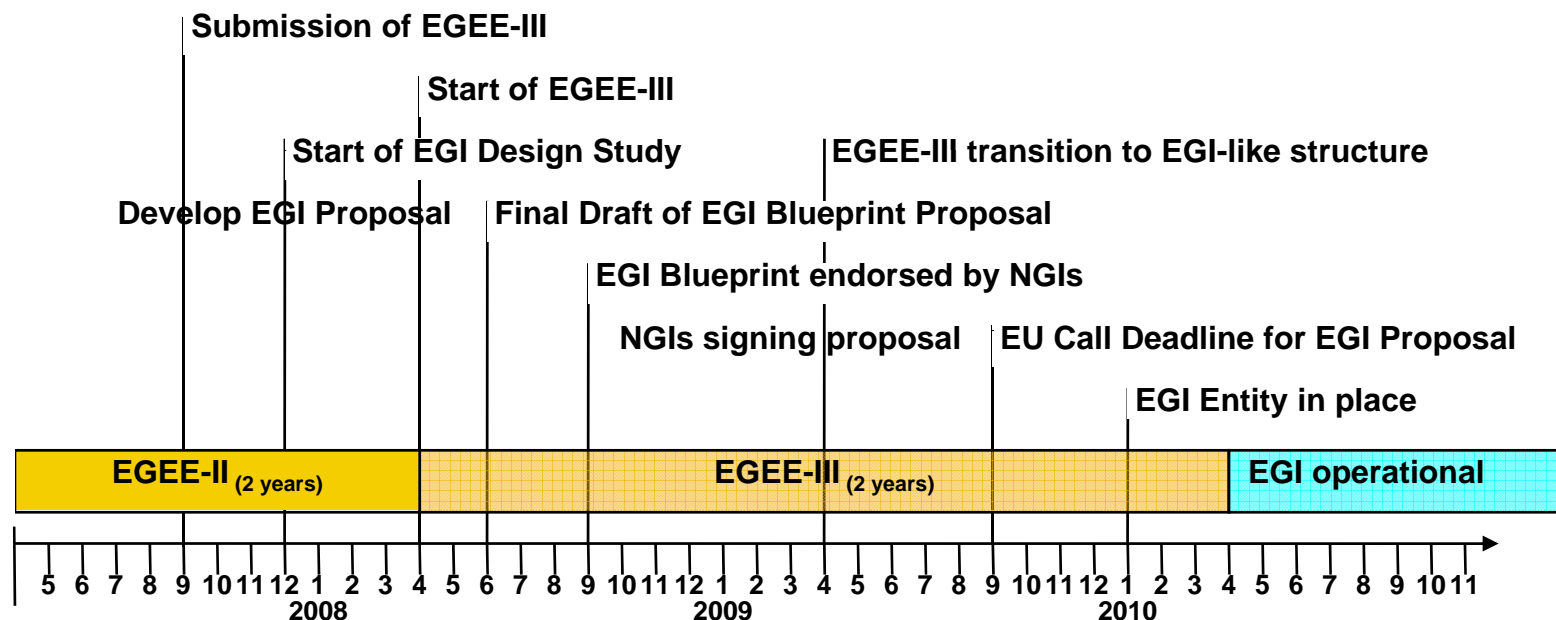 Submission of EGEE-III
Start of EGEE-III
Start of EGI Design Study
EGEE-III transition to EGI-like structure
Develop EGI Proposal
Final Draft of EGI Blueprint Proposal
EGI Blueprint endorsed by NGIs
NGIs signing proposal
EU Call Deadline for EGI Proposal
EGI Entity in place
EGEE-II (2 years)
EGEE-III (2 years)
EGI operational
5 6 7 8 9 10 11 12 1 2 3 4 5 6 7 8 9 10 11 12 1 2 3 4 5 6 7 8 9 10 11 12 1 2 3 4 5 6 7 8 9 10 11
2008 2009 2010